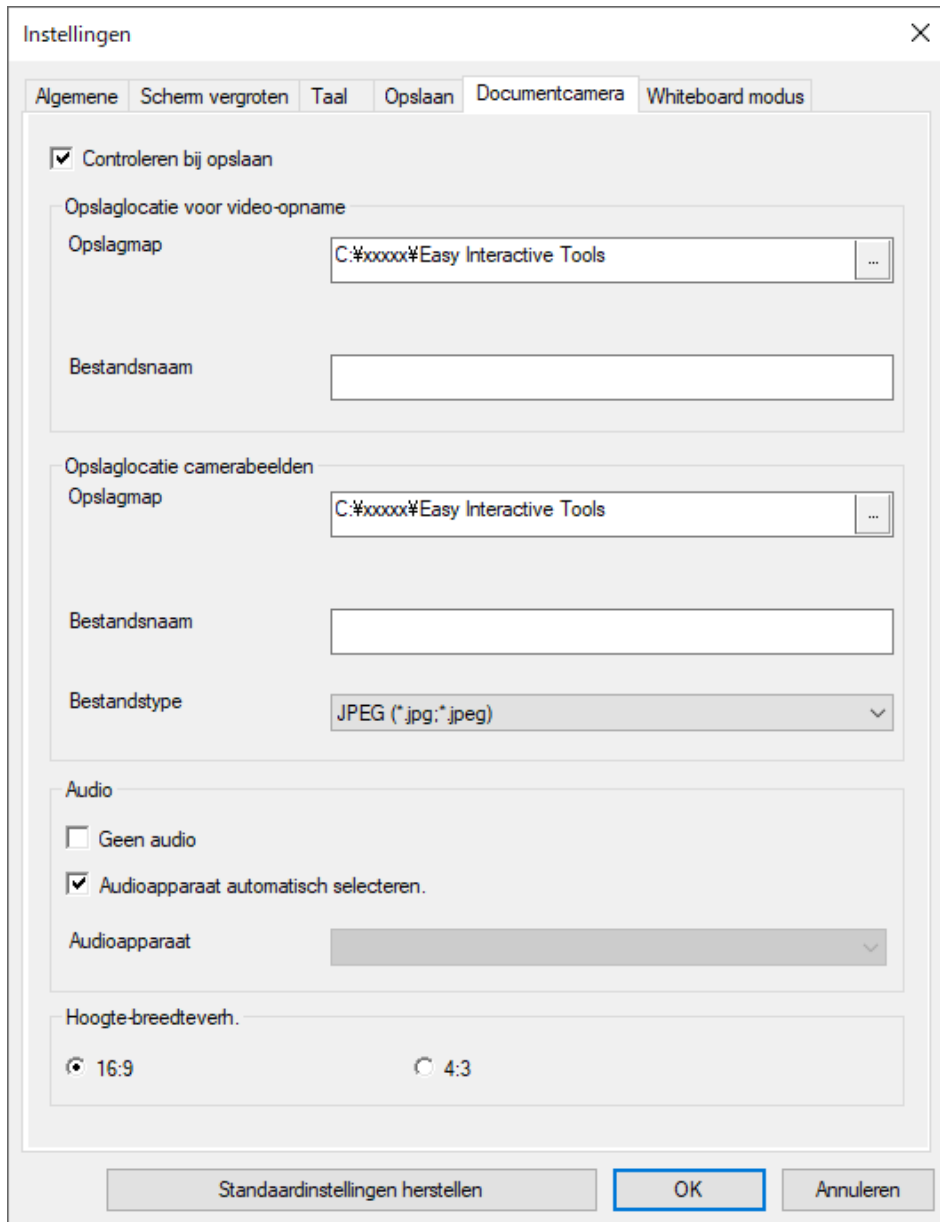 Instellingen
Algemene Scherm vergroten Taal Opslaan Documentcamera Whiteboard modus
Controleren bij opslaan
Opslaglocatie voor video-opname
Opslagmap C:¥xxxxx¥Easy Interactive Tools ...
Bestandsnaam
Opslaglocatie camerabeelden
Opslagmap C:¥xxxxx¥Easy Interactive Tools ...
Bestandsnaam
Bestandstype JPEG (*.jpg;*.jpeg)
Audio
Geen audio
Audioapparaat automatisch selecteren.
Audioapparaat
Hoogte-breedteverh.
16:9 4:3
Standaardinstellingen herstellen OK Annuleren